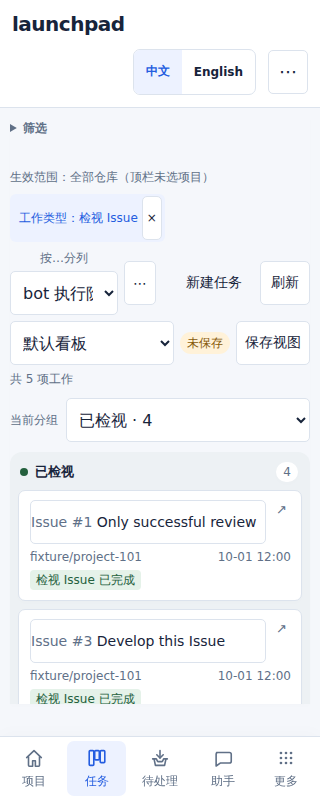 launchpad
中文 English ⋯
筛选
生效范围：全部仓库（顶栏未选项目）
工作类型：检视 Issue ×
按…分列
bot 执行阶 ... 新建任务 刷新
默认看板 未保存 保存视图
共 5 项工作
当前分组 已检视 · 4
已检视 4
Issue #1 Only successful review ↗
fixture/project-101 10-01 12:00
检视 Issue 已完成
Issue #3 Develop this Issue ↗
fixture/project-101 10-01 12:00
检视 Issue 已完成
项目 任务 待处理 助手 更多